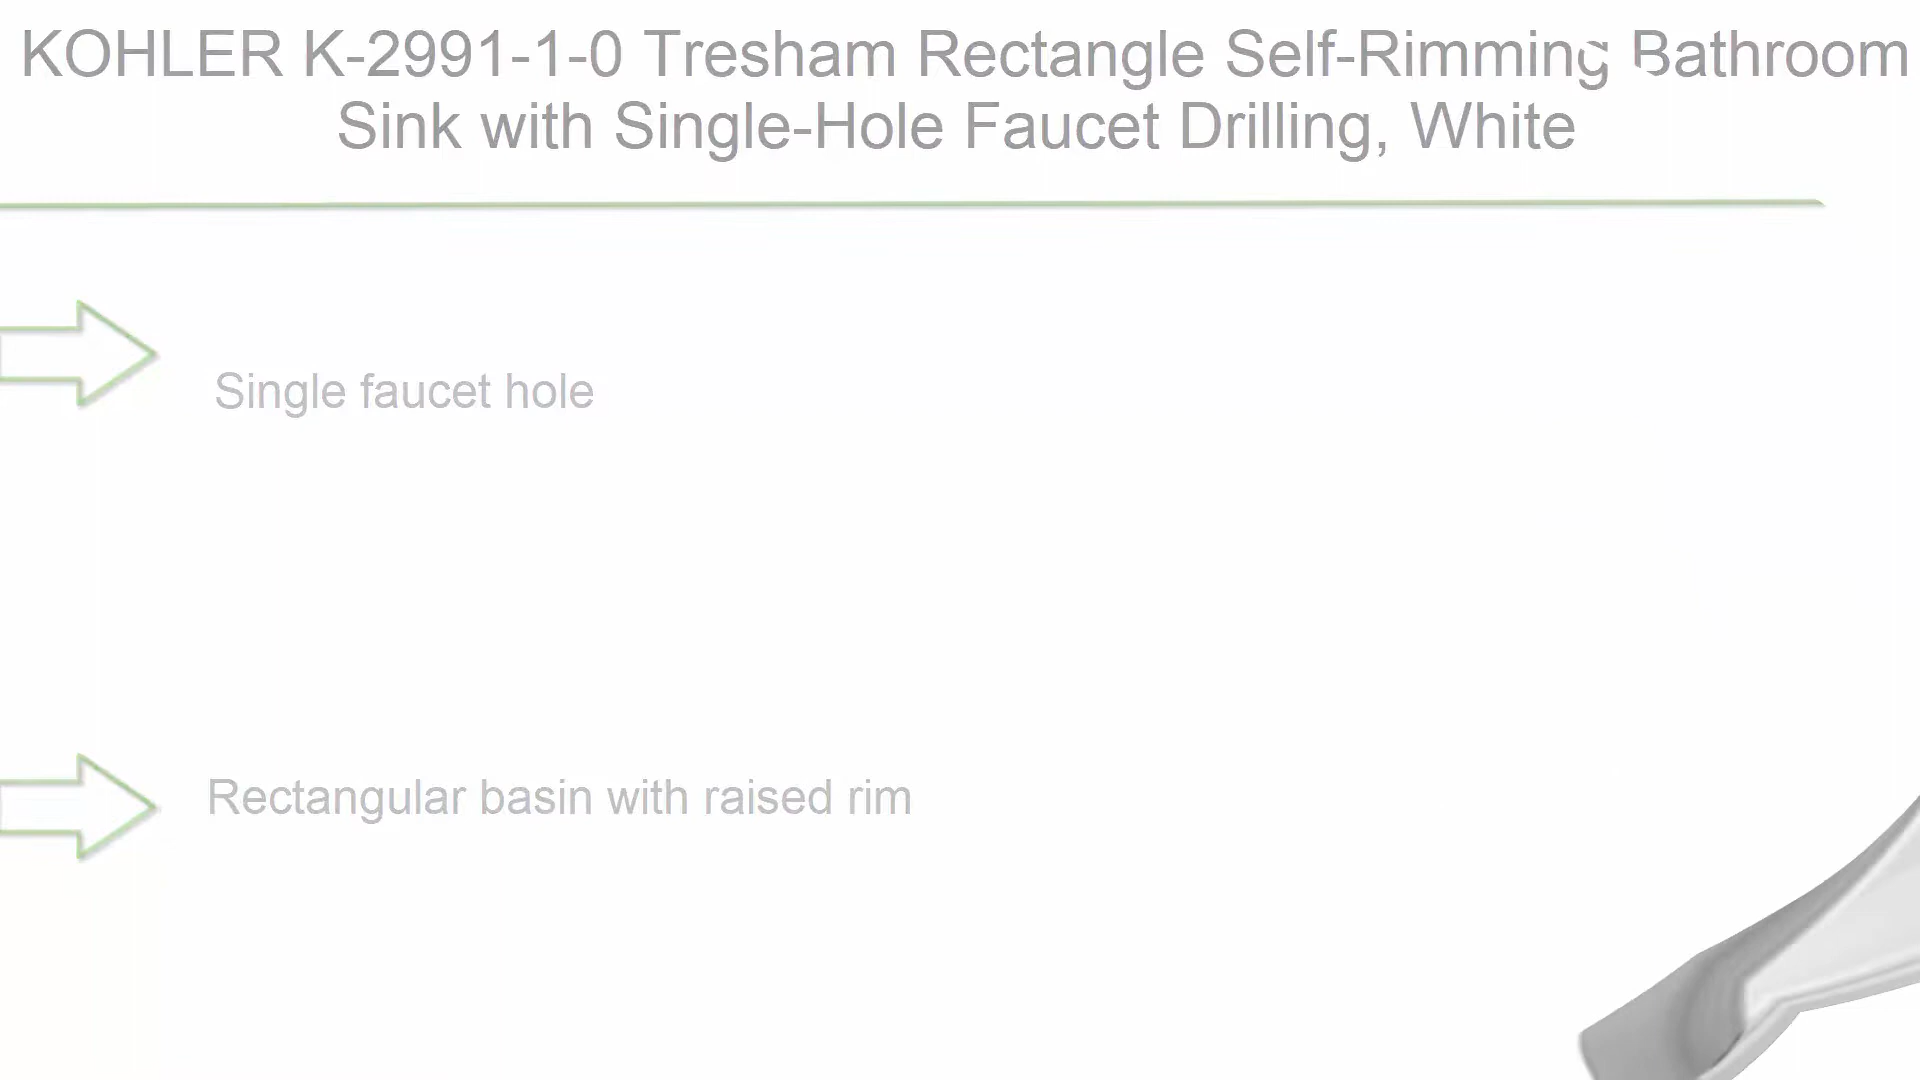 KOHLER K-2991-1-0 Tresham Rectangle Self-Rimming Bathroom
Sink with Single-Hole Faucet Drilling, White
Single faucet hole
Rectangular basin with raised rim